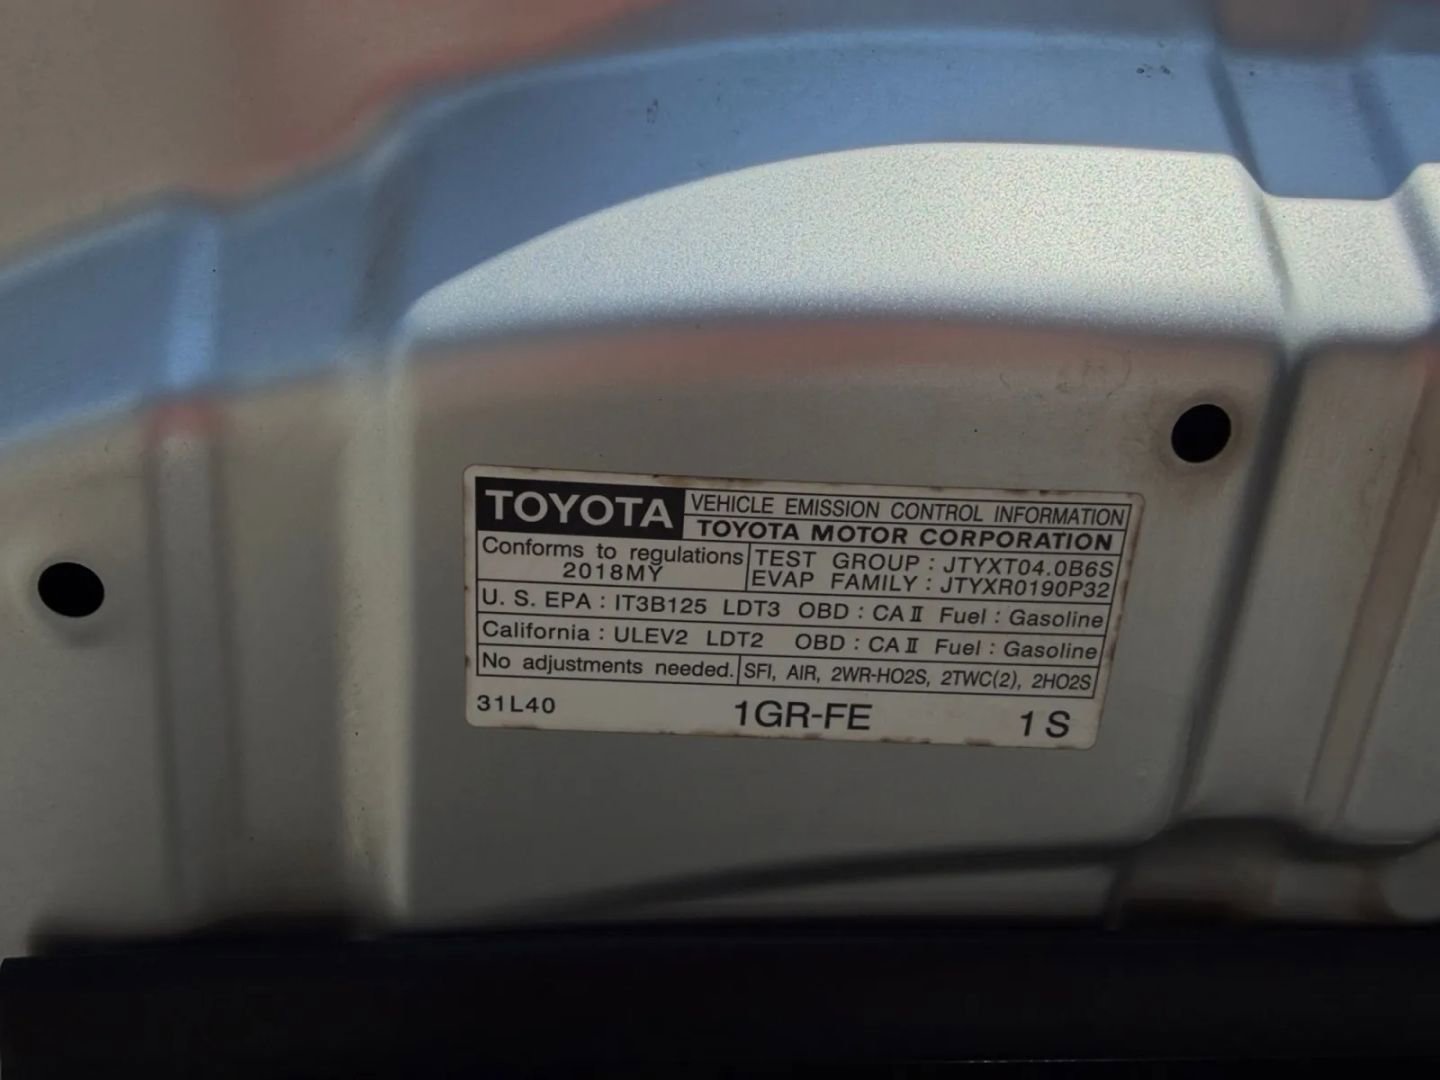 TOYOTA VEHICLE EMISSION CONTROL INFORMATION
TOYOTA MOTOR CORPORATION
Conforms to regulations
2018MY
TEST GROUP : JTYXT04.0B6S
EVAP FAMILY : JTYXR0190P32
U. S. EPA : IT3B125 LDT3 OBD : CA II Fuel : Gasoline
California : ULEV2 LDT2 OBD : CA II Fuel : Gasoline
No adjustments needed. SFI, AIR, 2WR-HO2S, 2TWC(2), 2HO2S
31L40 1GR-FE 1 S